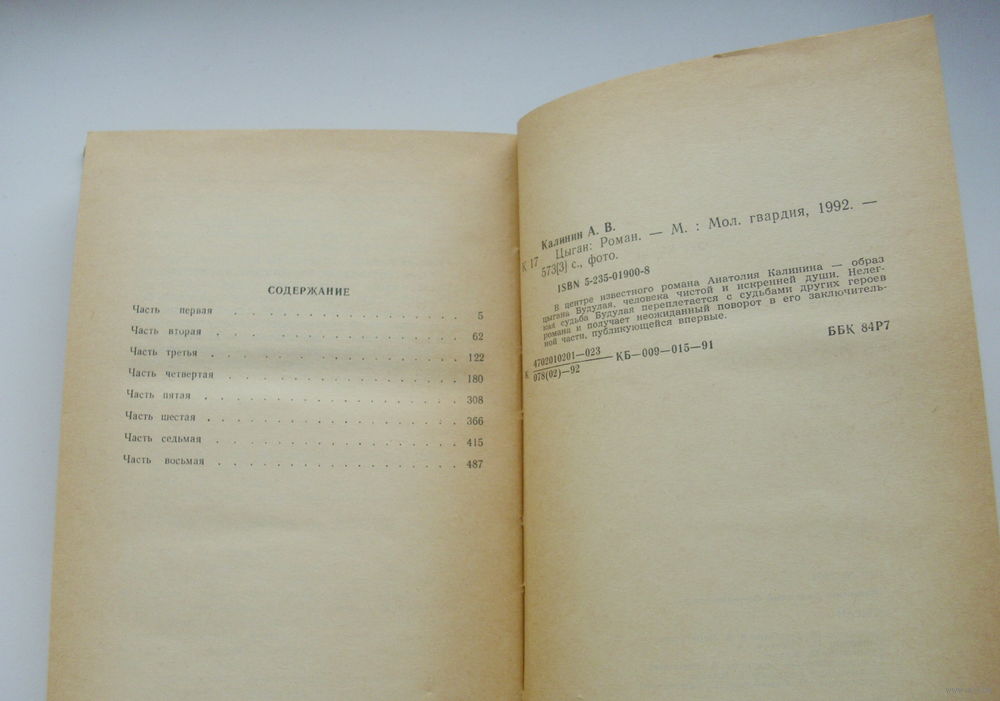 СОДЕРЖАНИЕ
Часть первая . . . . . . . . . . . . 5
Часть вторая . . . . . . . . . . . . 62
Часть третья . . . . . . . . . . . . 122
Часть четвертая . . . . . . . . . . . . 180
Часть пятая . . . . . . . . . . . . 308
Часть шестая . . . . . . . . . . . . 366
Часть седьмая . . . . . . . . . . . . 415
Часть восьмая . . . . . . . . . . . . 487
Калинин А. В.
К 17 Цыган: Роман. — М. : Мол. гвардия, 1992. —
573[3] с., фото.
ISBN 5-235-01900-8
В центре известного романа Анатолия Калинина — образ
цыгана Будулая, человека чистой и искренней души. Нелег-
кая судьба Будулая переплетается с судьбами других героев
романа и получает неожиданный поворот в его заключитель-
ной части, публикующейся впервые.
К 4702010201—023 КБ—009—015—91
078(02)—92
ББК 84Р7